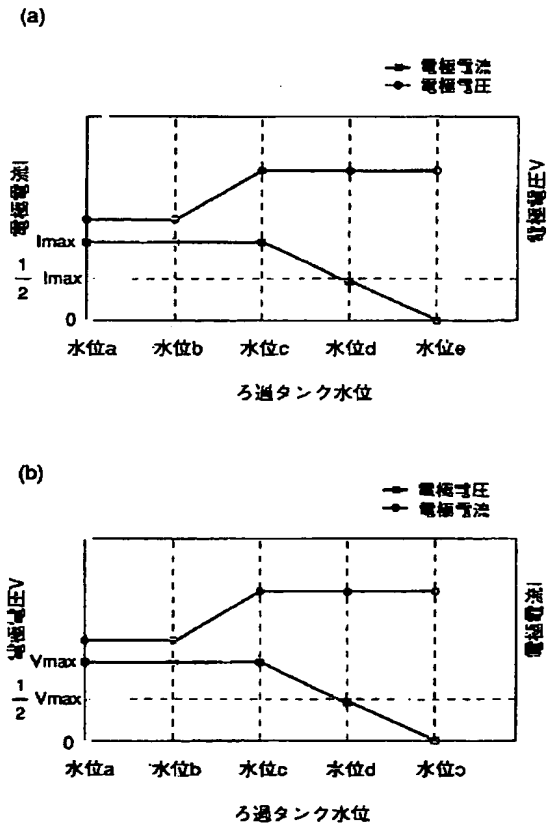 (a)
電極電流
電極電圧
電極電流I
電極電圧V
Imax
1/2 Imax
0
水位a 水位b 水位c 水位d 水位e
ろ過タンク水位
(b)
電極電圧
電極電流
電極電圧V
電極電流I
Vmax
1/2 Vmax
0
水位a 水位b 水位c 水位d 水位
ろ過タンク水位